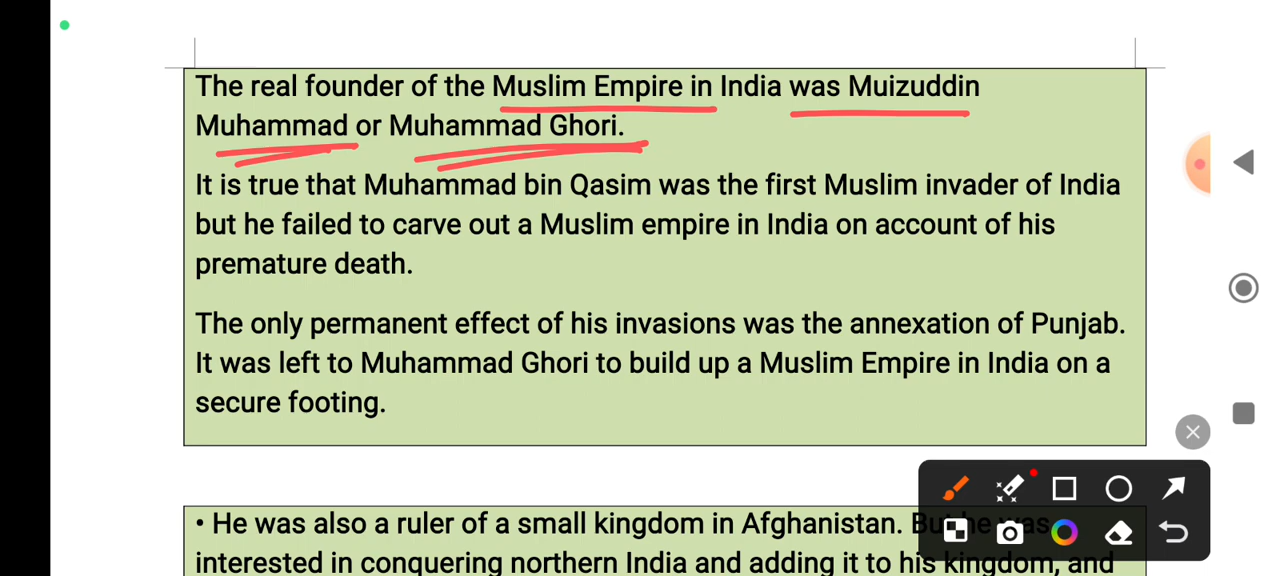 The real founder of the Muslim Empire in India was Muizuddin
Muhammad or Muhammad Ghori.
It is true that Muhammad bin Qasim was the first Muslim invader of India
but he failed to carve out a Muslim empire in India on account of his
premature death.
The only permanent effect of his invasions was the annexation of Punjab.
It was left to Muhammad Ghori to build up a Muslim Empire in India on a
secure footing.
• He was also a ruler of a small kingdom in Afghanistan. But he was
interested in conquering northern India and adding it to his kingdom, and